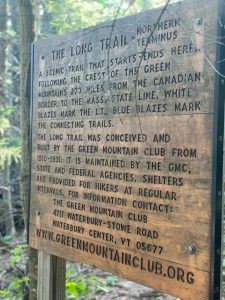 THE LONG TRAIL - NORTHERN TERMINUS
A SCENIC TRAIL THAT STARTS/ENDS HERE,
FOLLOWING THE CREST OF THE GREEN
MOUNTAINS 273 MILES FROM THE CANADIAN
BORDER TO THE MASS. STATE LINE. WHITE
BLAZES MARK THE L.T., BLUE BLAZES MARK
THE CONNECTING TRAILS.
THE LONG TRAIL WAS CONCEIVED AND
BUILT BY THE GREEN MOUNTAIN CLUB FROM
1910-1931. IT IS MAINTAINED BY THE GMC,
STATE AND FEDERAL AGENCIES. SHELTERS
ARE PROVIDED FOR HIKERS AT REGULAR
INTERVALS. FOR INFORMATION CONTACT:
THE GREEN MOUNTAIN CLUB
4711 WATERBURY-STOWE ROAD
WATERBURY CENTER, VT 05677
WWW.GREENMOUNTAINCLUB.ORG